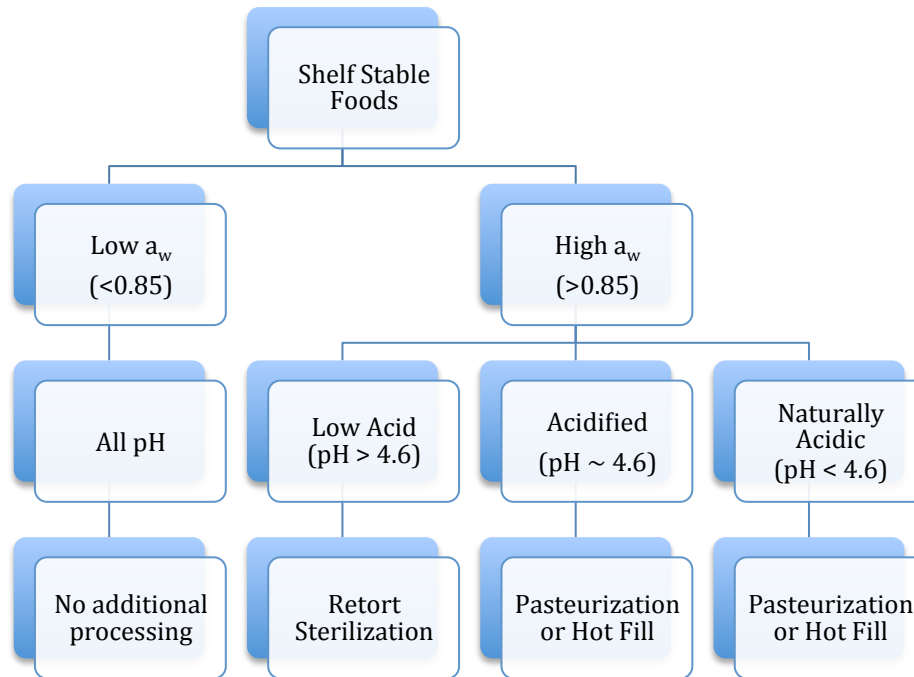 Shelf Stable
Foods
Low aw
(<0.85)
High aw
(>0.85)
All pH
Low Acid
(pH > 4.6)
Acidified
(pH ~ 4.6)
Naturally
Acidic
(pH < 4.6)
No additional
processing
Retort
Sterilization
Pasteurization
or Hot Fill
Pasteurization
or Hot Fill